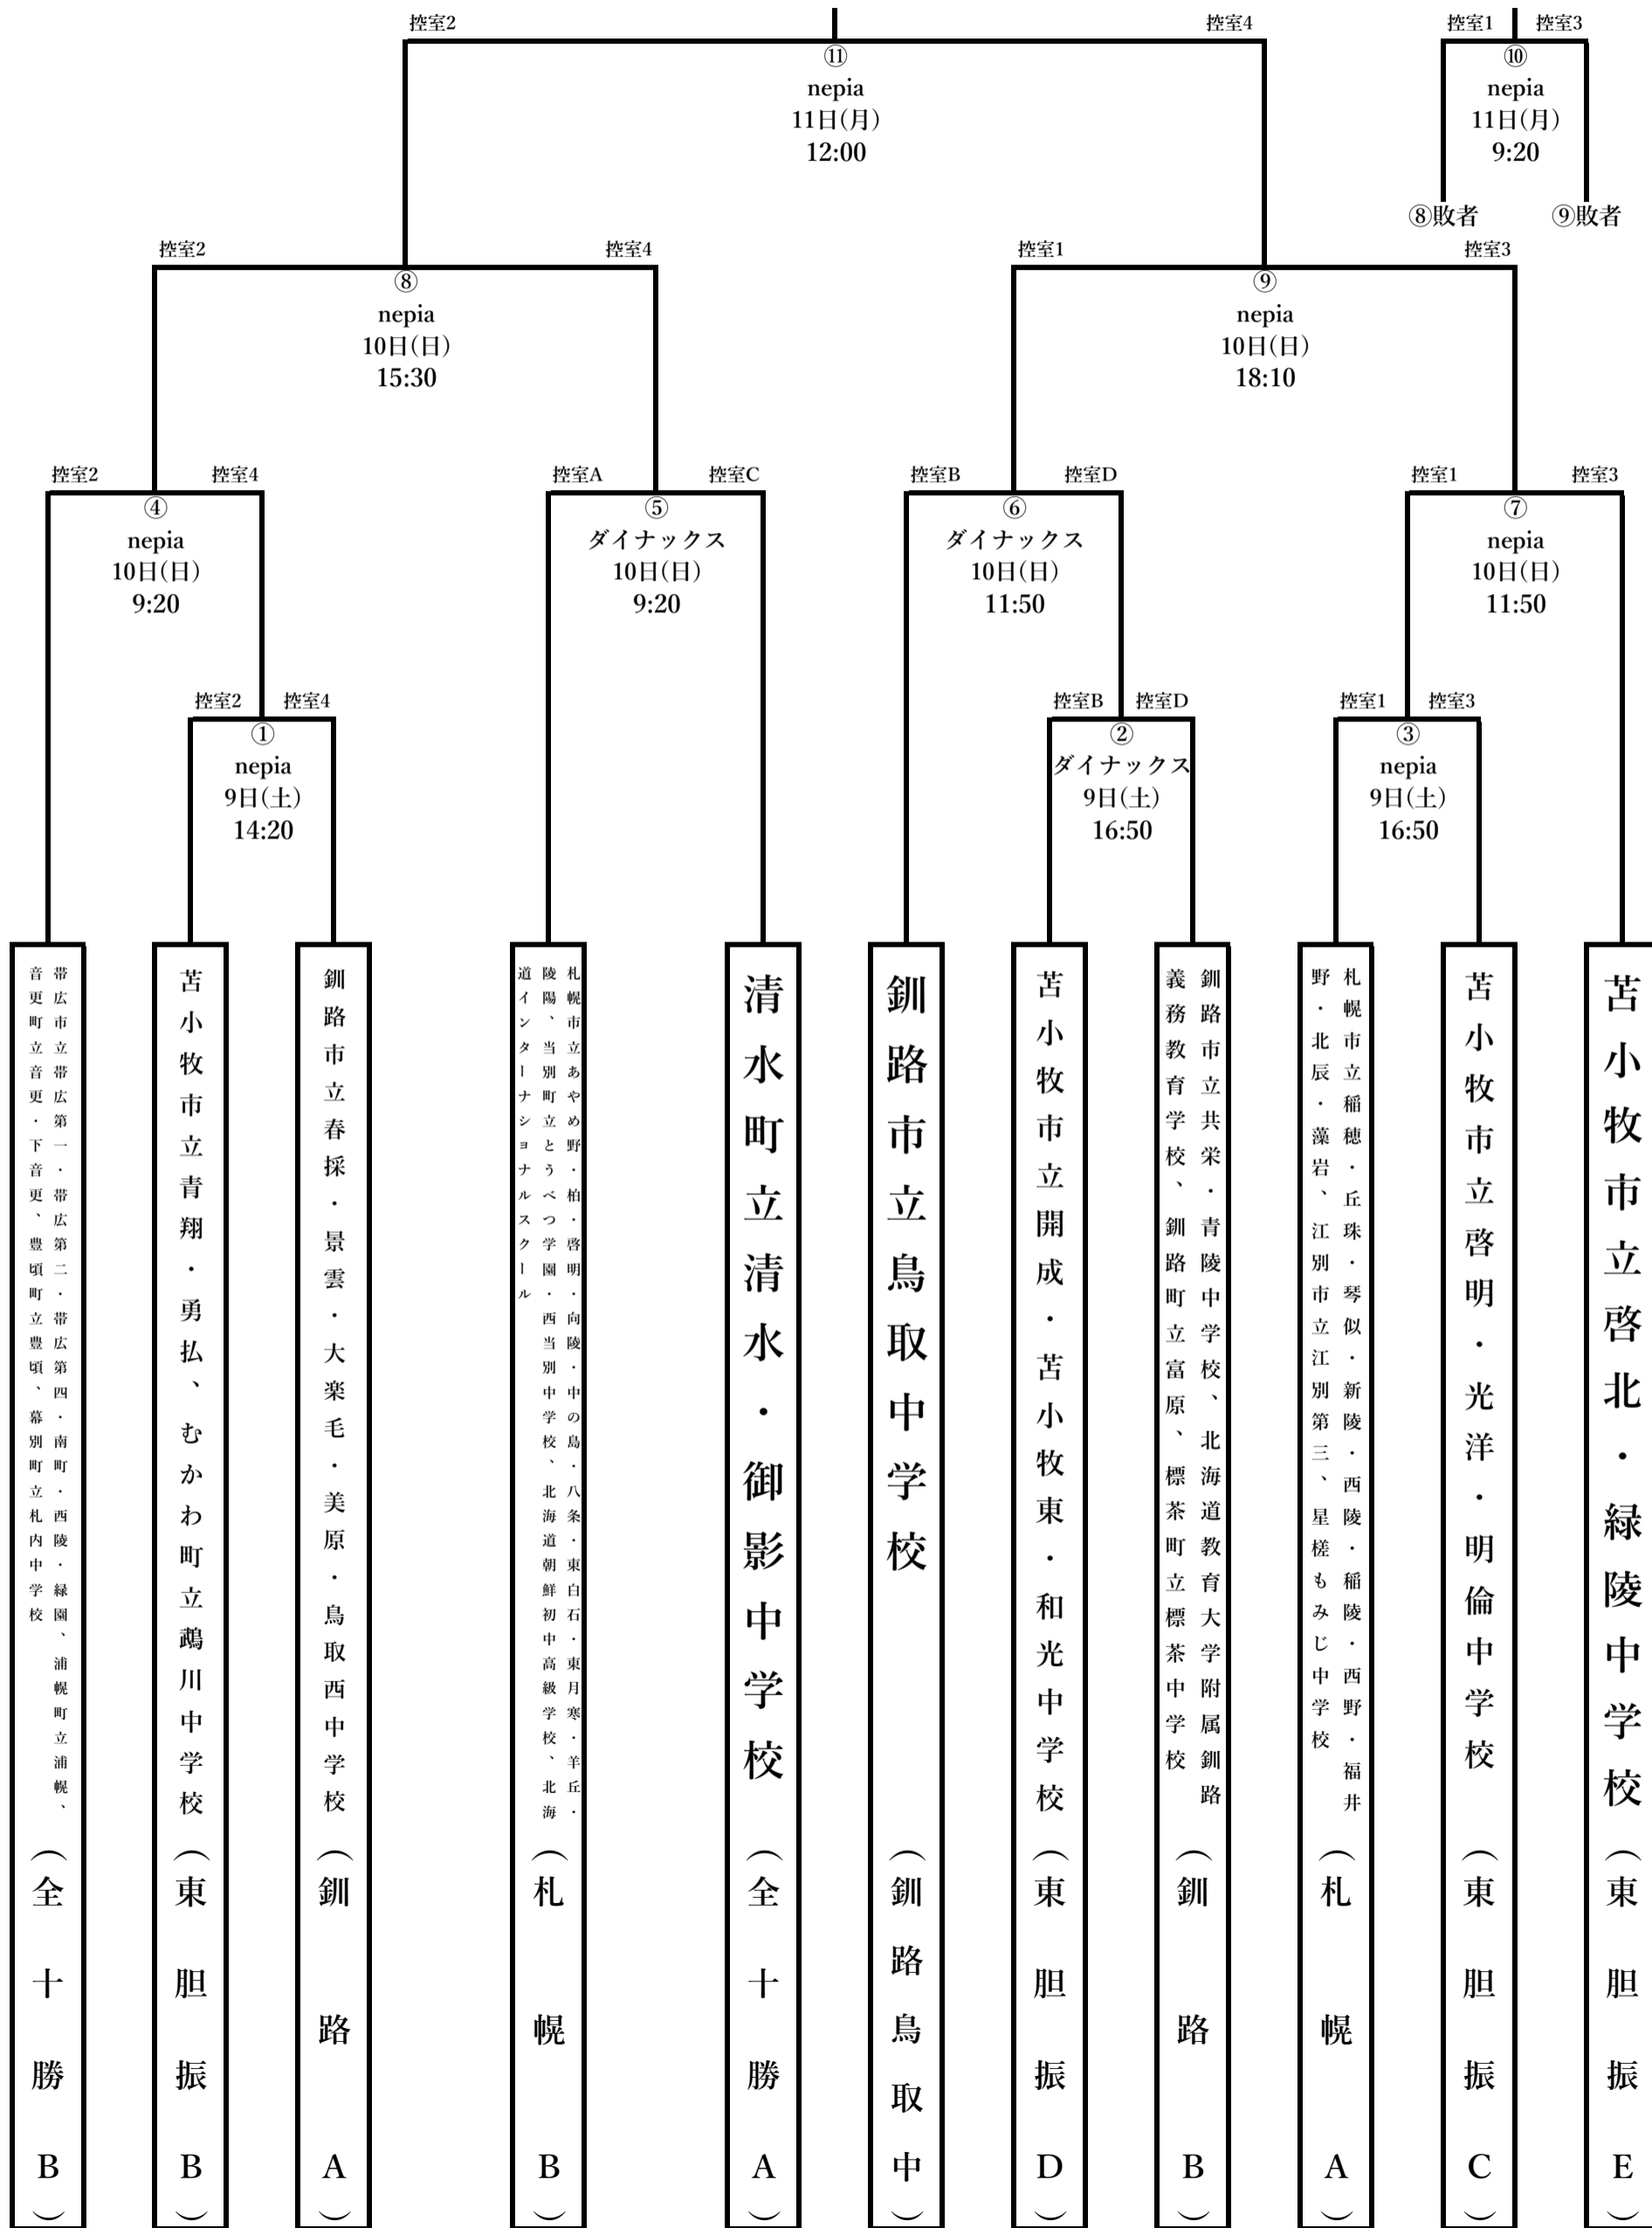 控室2
控室4
控室1
控室3
⑪
nepia
11日(月)
12:00
⑩
nepia
11日(月)
9:20
⑧敗者
⑨敗者
控室2
控室4
控室1
控室3
⑧
nepia
10日(日)
15:30
⑨
nepia
10日(日)
18:10
控室2
控室4
控室A
控室C
控室B
控室D
控室1
控室3
④
nepia
10日(日)
9:20
⑤
ダイナックス
10日(日)
9:20
⑥
ダイナックス
10日(日)
11:50
⑦
nepia
10日(日)
11:50
控室2
控室4
控室B
控室D
控室1
控室3
①
nepia
9日(土)
14:20
②
ダイナックス
9日(土)
16:50
③
nepia
9日(土)
16:50
帯広市立帯広第一・帯広第二・帯広第四・南町・西陵・緑園、浦幌町立浦幌、
音更町立音更・下音更、豊頃町立豊頃、幕別町立札内中学校
(全十勝B)
苫小牧市立青翔・勇払、むかわ町立鵡川中学校
(東胆振B)
釧路市立春採・景雲・大楽毛・美原・鳥取西中学校
(釧路A)
札幌市立あやめ野・柏・啓明・向陵・中の島・八条・東白石・東月寒・羊丘・
陵陽、当別町立とうべつ学園・西当別中学校、北海道朝鮮初中高級学校、北海
道インターナショナルスクール
(札幌B)
清水町立清水・御影中学校
(全十勝A)
釧路市立鳥取中学校
(釧路鳥取中)
苫小牧市立開成・苫小牧東・和光中学校
(東胆振D)
釧路市立共栄・青陵中学校、北海道教育大学附属釧路
義務教育学校、釧路町立富原、標茶町立標茶中学校
(釧路B)
札幌市立稲穂・丘珠・琴似・新陵・西陵・稲陵・西野・福井
野・北辰・藻岩、江別市立江別第三、星槎もみじ中学校
(札幌A)
苫小牧市立啓明・光洋・明倫中学校
(東胆振C)
苫小牧市立啓北・緑陵中学校
(東胆振E)